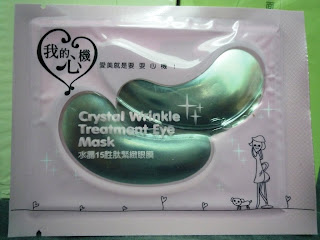 我的
心機
愛美就是要 耍 心 機 !
Crystal Wrinkle
Treatment Eye
Mask
水晶15胜肽緊緻眼膜